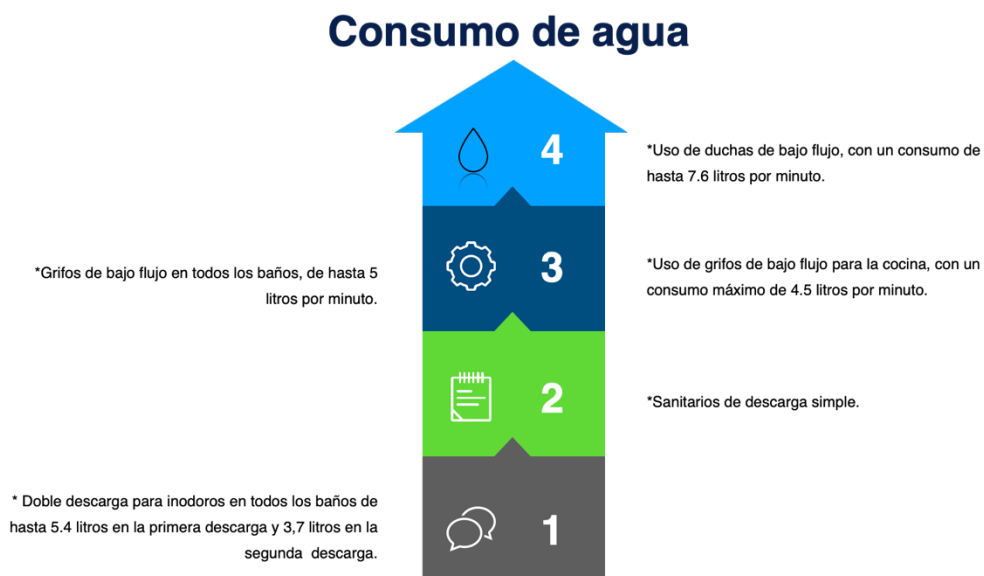 Consumo de agua
4
*Uso de duchas de bajo flujo, con un consumo de
hasta 7.6 litros por minuto.
*Grifos de bajo flujo en todos los baños, de hasta 5
litros por minuto.
3
*Uso de grifos de bajo flujo para la cocina, con un
consumo máximo de 4.5 litros por minuto.
2
*Sanitarios de descarga simple.
* Doble descarga para inodoros en todos los baños de
hasta 5.4 litros en la primera descarga y 3,7 litros en la
segunda descarga.
1